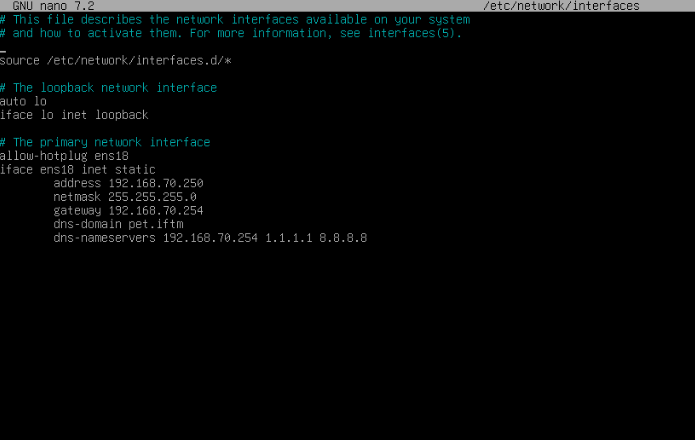 GNU nano 7.2 /etc/network/interfaces
# This file describes the network interfaces available on your system
# and how to activate them. For more information, see interfaces(5).
source /etc/network/interfaces.d/*
# The loopback network interface
auto lo
iface lo inet loopback
# The primary network interface
allow-hotplug ens18
iface ens18 inet static
address 192.168.70.250
netmask 255.255.255.0
gateway 192.168.70.254
dns-domain pet.iftm
dns-nameservers 192.168.70.254 1.1.1.1 8.8.8.8